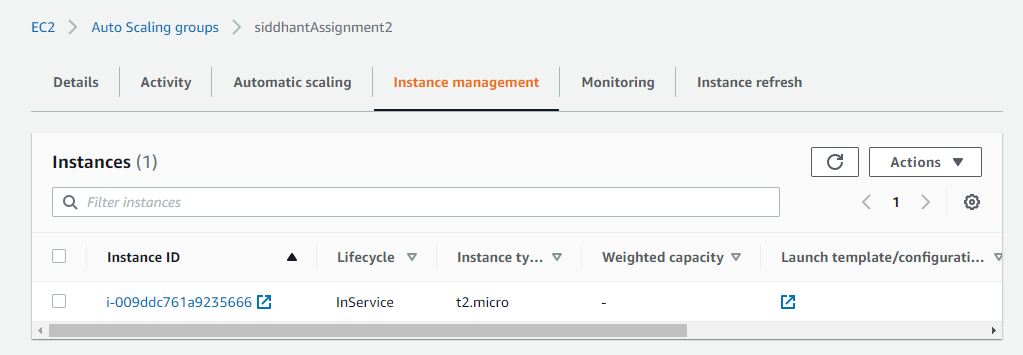 EC2 > Auto Scaling groups > siddhantAssignment2
Details Activity Automatic scaling Instance management Monitoring Instance refresh
Instances (1) Actions
Filter instances 1
Instance ID Lifecycle Instance ty... Weighted capacity Launch template/configurati...
i-009ddc761a9235666 InService t2.micro -